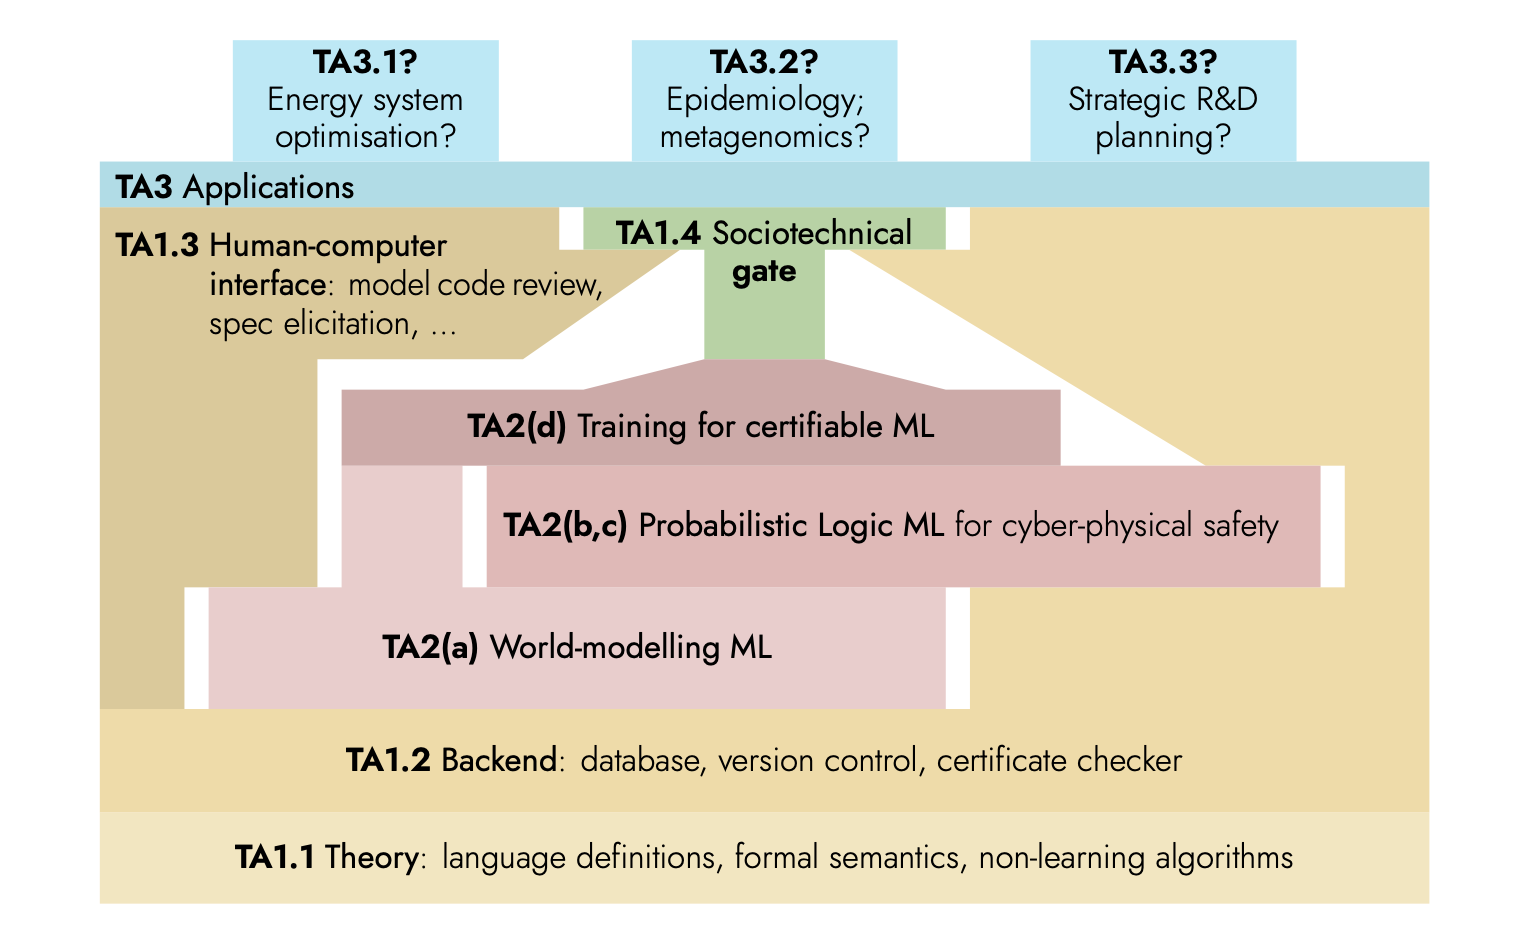 TA3.1?
Energy system
optimisation?
TA3.2?
Epidemiology;
metagenomics?
TA3.3?
Strategic R&D
planning?
TA3 Applications
TA1.3 Human-computer
interface: model code review,
spec elicitation, ...
TA1.4 Sociotechnical
gate
TA2(d) Training for certifiable ML
TA2(b,c) Probabilistic Logic ML for cyber-physical safety
TA2(a) World-modelling ML
TA1.2 Backend: database, version control, certificate checker
TA1.1 Theory: language definitions, formal semantics, non-learning algorithms